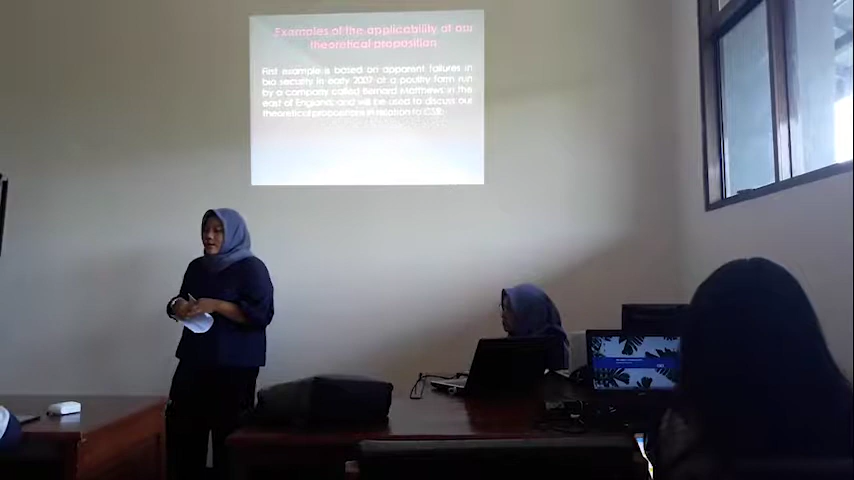 Examples of the applicability of our
theoretical proposition
First example is based on apparent failures in
bio security in early 2007 at a poultry farm run
by a company called Bernard Matthews in the
east of England; and will be used to discuss our
theoretical propositions in relation to CSR: